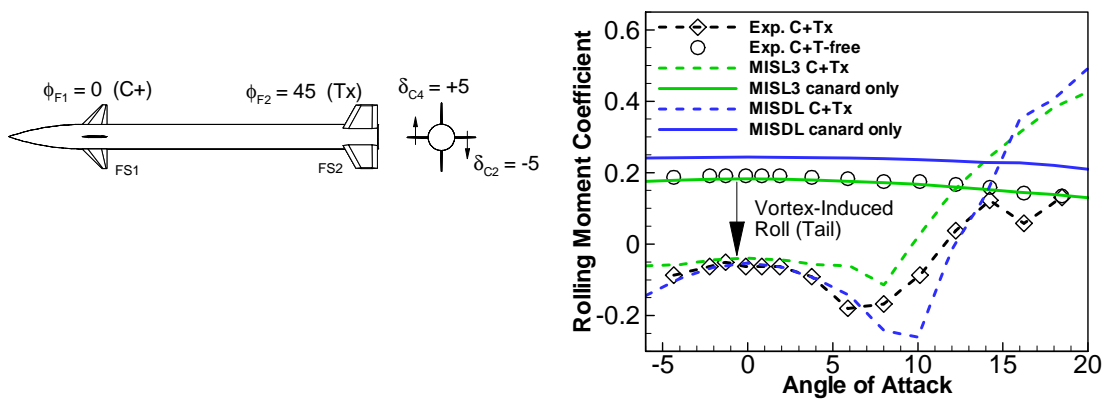 ϕF1 = 0 (C+)
ϕF2 = 45 (Tx)
δC4 = +5
δC2 = -5
FS1
FS2
Exp. C+Tx
Exp. C+T-free
MISL3 C+Tx
MISL3 canard only
MISDL C+Tx
MISDL canard only
Vortex-Induced
Roll (Tail)
Rolling Moment Coefficient
0.6
0.4
0.2
0
-0.2
-5 0 5 10 15 20
Angle of Attack